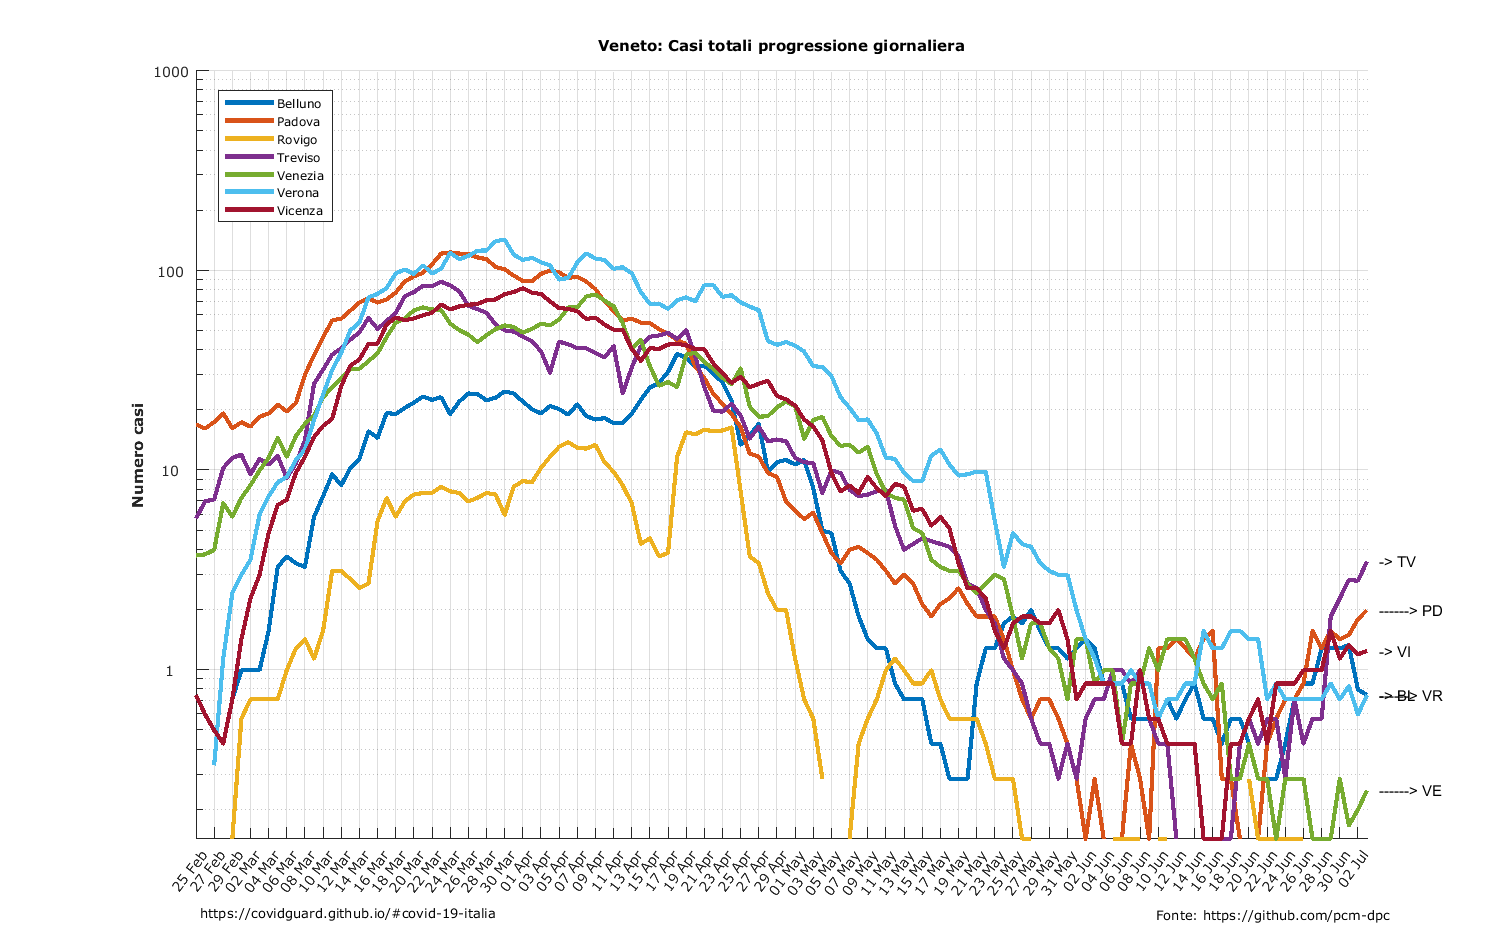 Veneto: Casi totali progressione giornaliera
1000
100
10
1
Numero casi
Belluno
Padova
Rovigo
Treviso
Venezia
Verona
Vicenza
-> TV
------> PD
-> VI
-> BL
------> VR
------> VE
25 Feb
27 Feb
29 Feb
02 Mar
04 Mar
06 Mar
08 Mar
10 Mar
12 Mar
14 Mar
16 Mar
18 Mar
20 Mar
22 Mar
24 Mar
26 Mar
28 Mar
30 Mar
01 Apr
03 Apr
05 Apr
07 Apr
09 Apr
11 Apr
13 Apr
15 Apr
17 Apr
19 Apr
21 Apr
23 Apr
25 Apr
27 Apr
29 Apr
01 May
03 May
05 May
07 May
09 May
11 May
13 May
15 May
17 May
19 May
21 May
23 May
25 May
27 May
29 May
31 May
02 Jun
04 Jun
06 Jun
08 Jun
10 Jun
12 Jun
14 Jun
16 Jun
18 Jun
20 Jun
22 Jun
24 Jun
26 Jun
28 Jun
30 Jun
02 Jul
https://covidguard.github.io/#covid-19-italia
Fonte: https://github.com/pcm-dpc